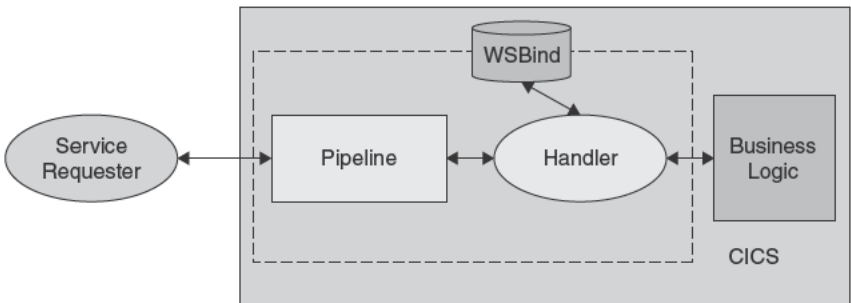 WSBind
Service
Requester
Pipeline
Handler
Business
Logic
CICS